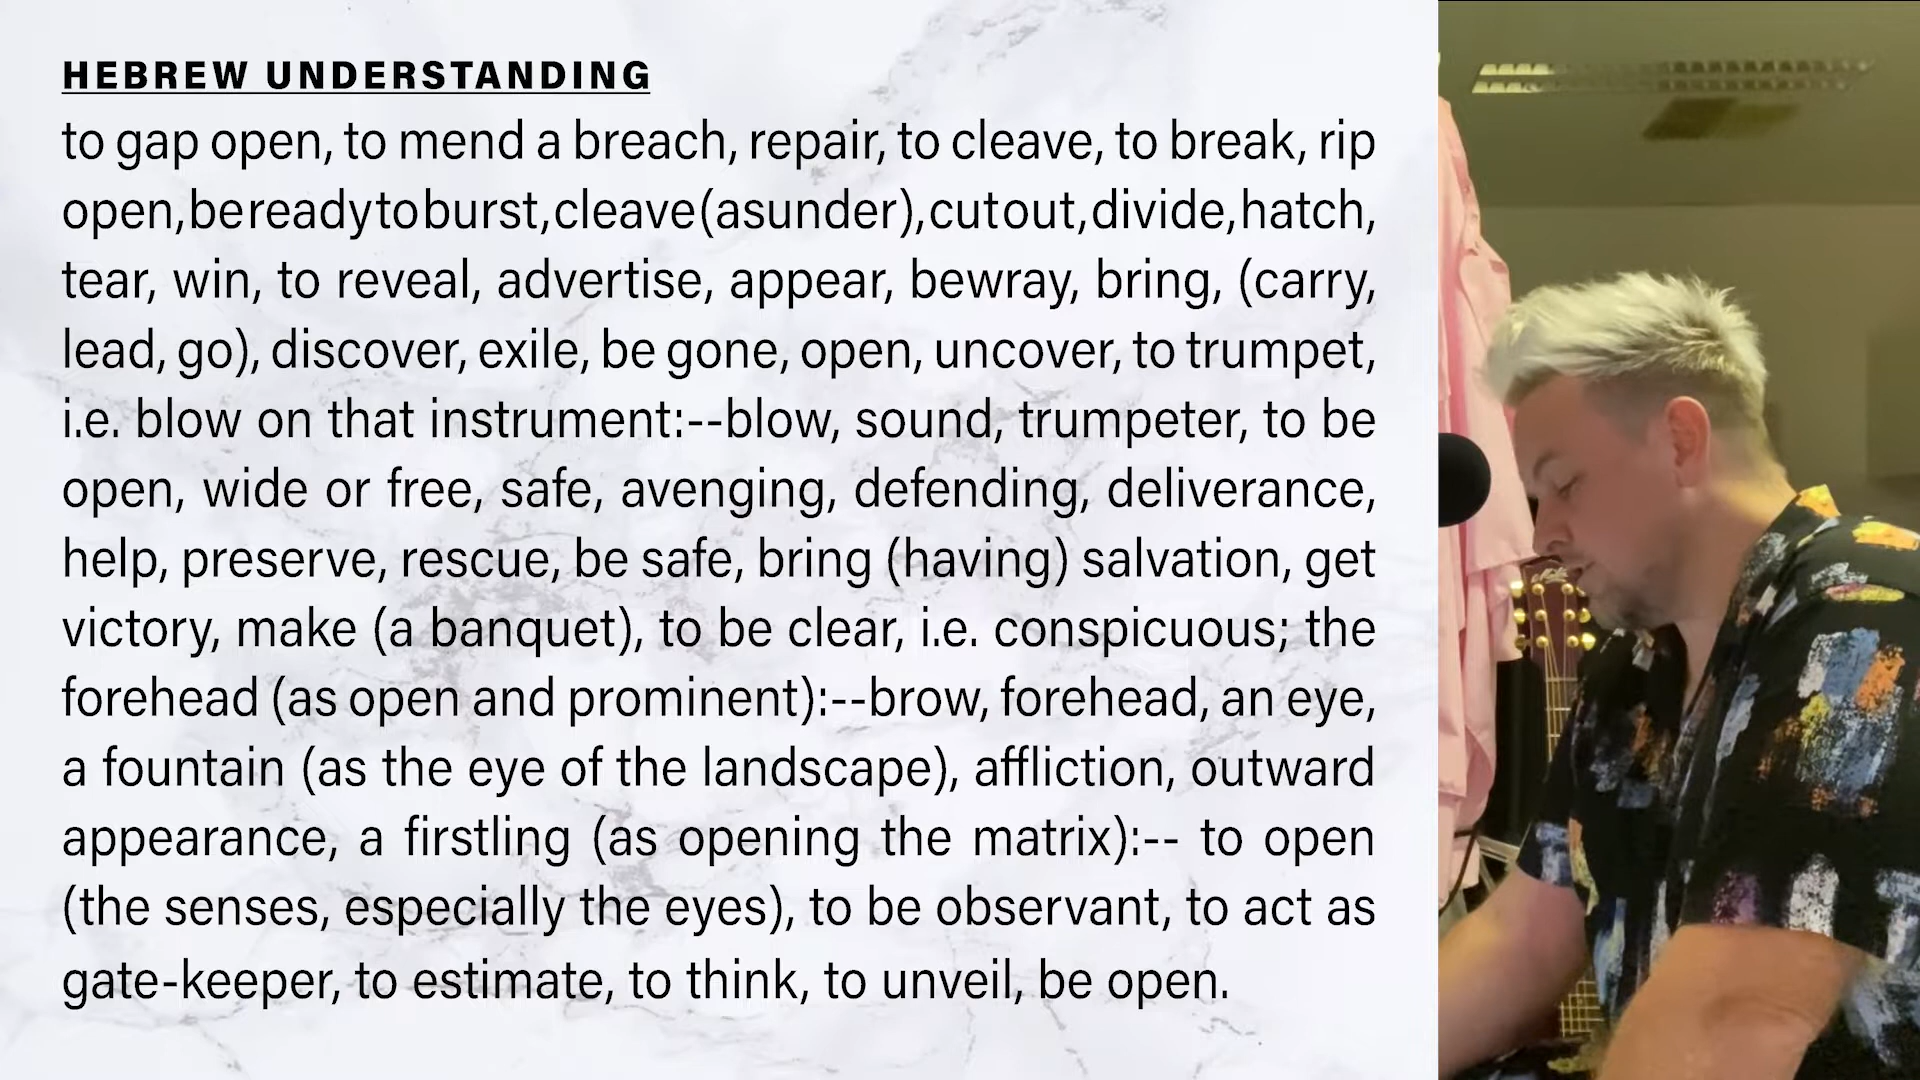 HEBREW UNDERSTANDING
to gap open, to mend a breach, repair, to cleave, to break, rip
open, be ready to burst, cleave (asunder), cut out, divide, hatch,
tear, win, to reveal, advertise, appear, bewray, bring, (carry,
lead, go), discover, exile, be gone, open, uncover, to trumpet,
i.e. blow on that instrument:--blow, sound, trumpeter, to be
open, wide or free, safe, avenging, defending, deliverance,
help, preserve, rescue, be safe, bring (having) salvation, get
victory, make (a banquet), to be clear, i.e. conspicuous; the
forehead (as open and prominent):--brow, forehead, an eye,
a fountain (as the eye of the landscape), affliction, outward
appearance, a firstling (as opening the matrix):-- to open
(the senses, especially the eyes), to be observant, to act as
gate-keeper, to estimate, to think, to unveil, be open.